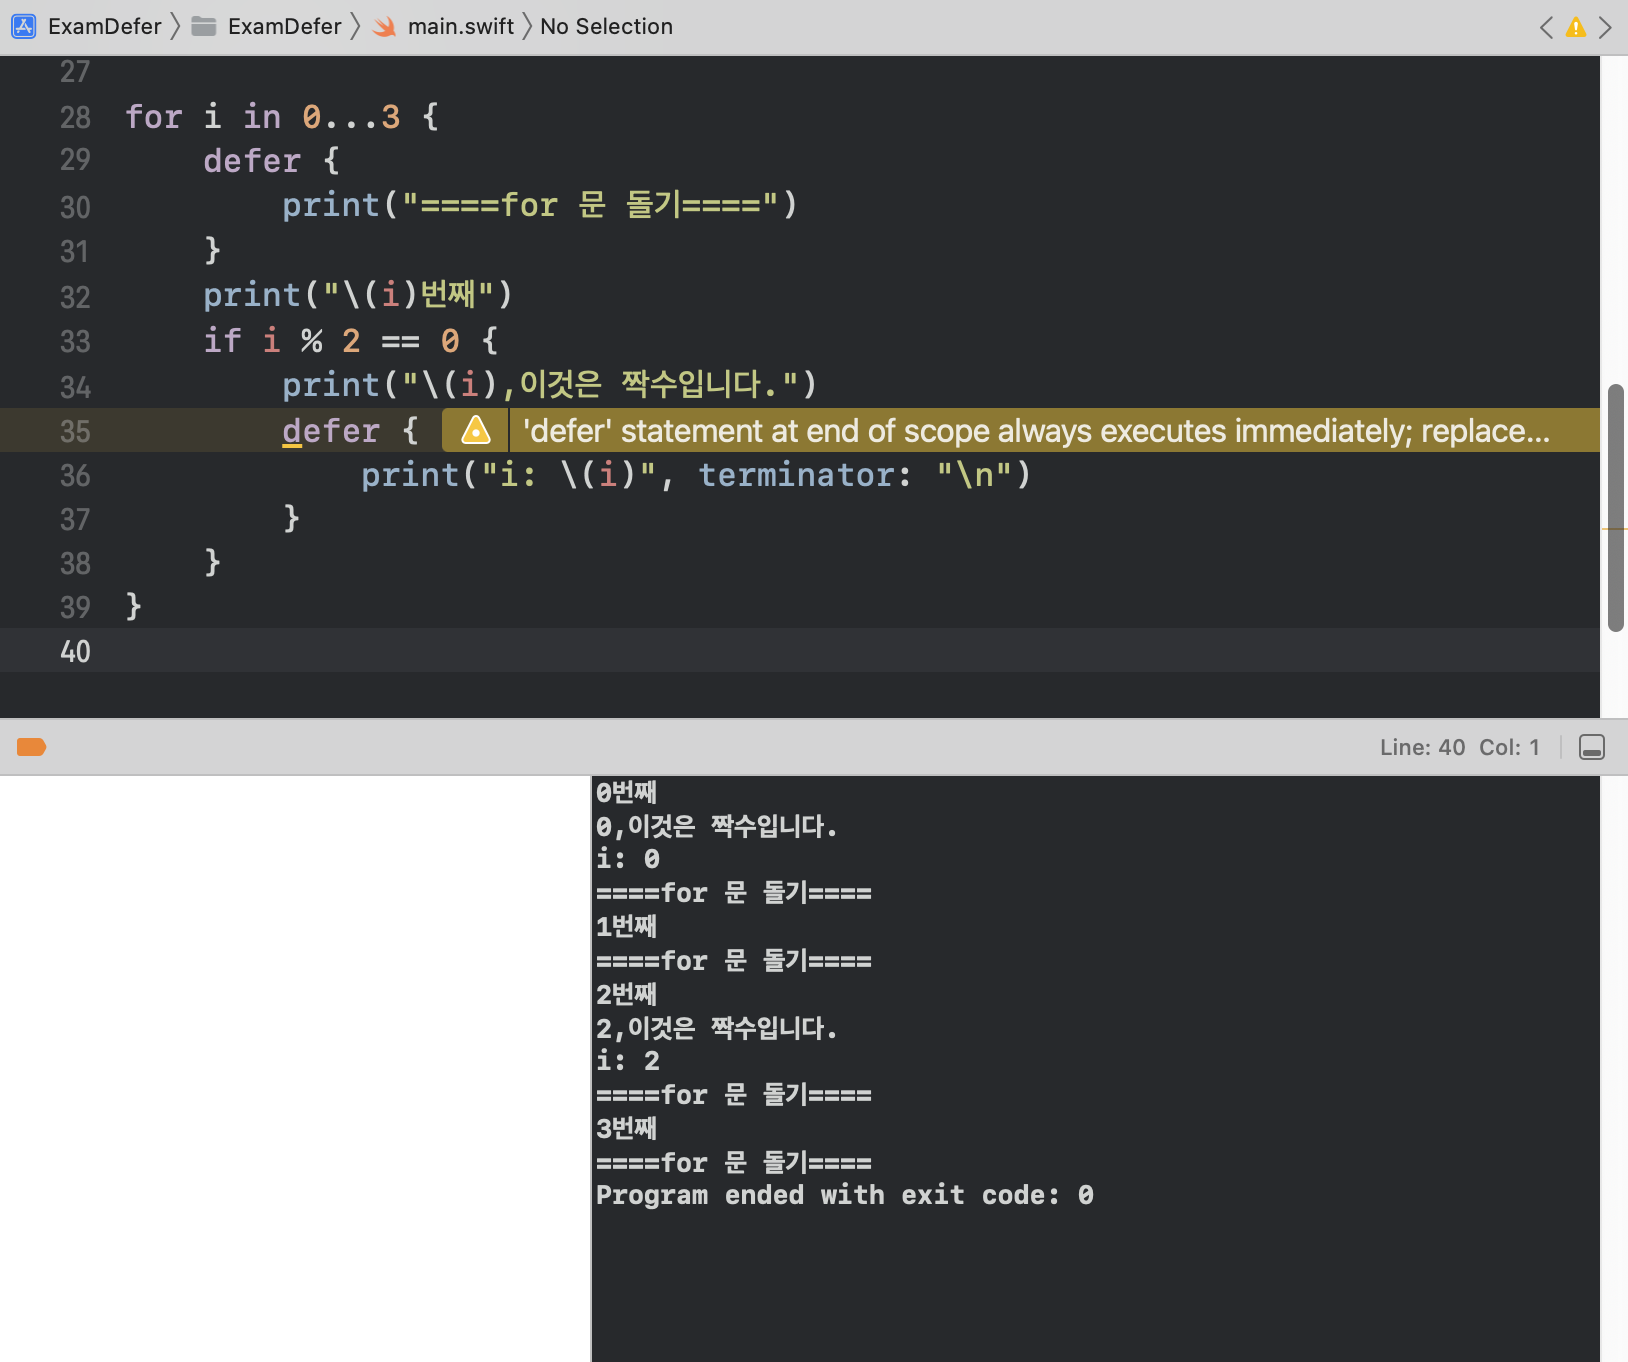 ExamDefer ExamDefer main.swift No Selection
27
28 for i in 0...3 {
29     defer {
30         print("====for 문 돌기====")
31     }
32     print("\(i)번째")
33     if i % 2 == 0 {
34         print("\(i),이것은 짝수입니다.")
35         defer { 'defer' statement at end of scope always executes immediately; replace...
36             print("i: \(i)", terminator: "\n")
37         }
38     }
39 }
40
Line: 40 Col: 1
0번째
0,이것은 짝수입니다.
i: 0
====for 문 돌기====
1번째
====for 문 돌기====
2번째
2,이것은 짝수입니다.
i: 2
====for 문 돌기====
3번째
====for 문 돌기====
Program ended with exit code: 0